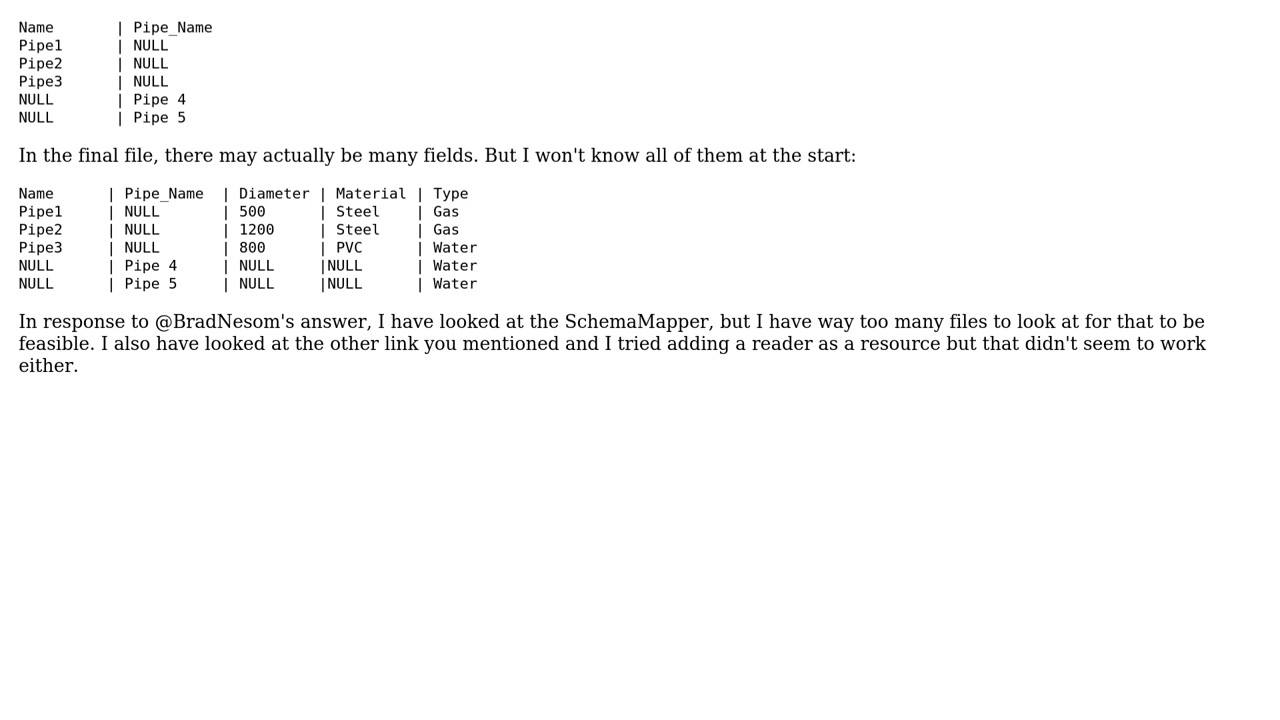 Name       | Pipe_Name
Pipe1      | NULL
Pipe2      | NULL
Pipe3      | NULL
NULL       | Pipe 4
NULL       | Pipe 5
In the final file, there may actually be many fields. But I won't know all of them at the start:
Name      | Pipe_Name  | Diameter | Material | Type
Pipe1     | NULL       | 500      | Steel    | Gas
Pipe2     | NULL       | 1200     | Steel    | Gas
Pipe3     | NULL       | 800      | PVC      | Water
NULL      | Pipe 4     | NULL     |NULL      | Water
NULL      | Pipe 5     | NULL     |NULL      | Water
In response to @BradNesom's answer, I have looked at the SchemaMapper, but I have way too many files to look at for that to be
feasible. I also have looked at the other link you mentioned and I tried adding a reader as a resource but that didn't seem to work
either.